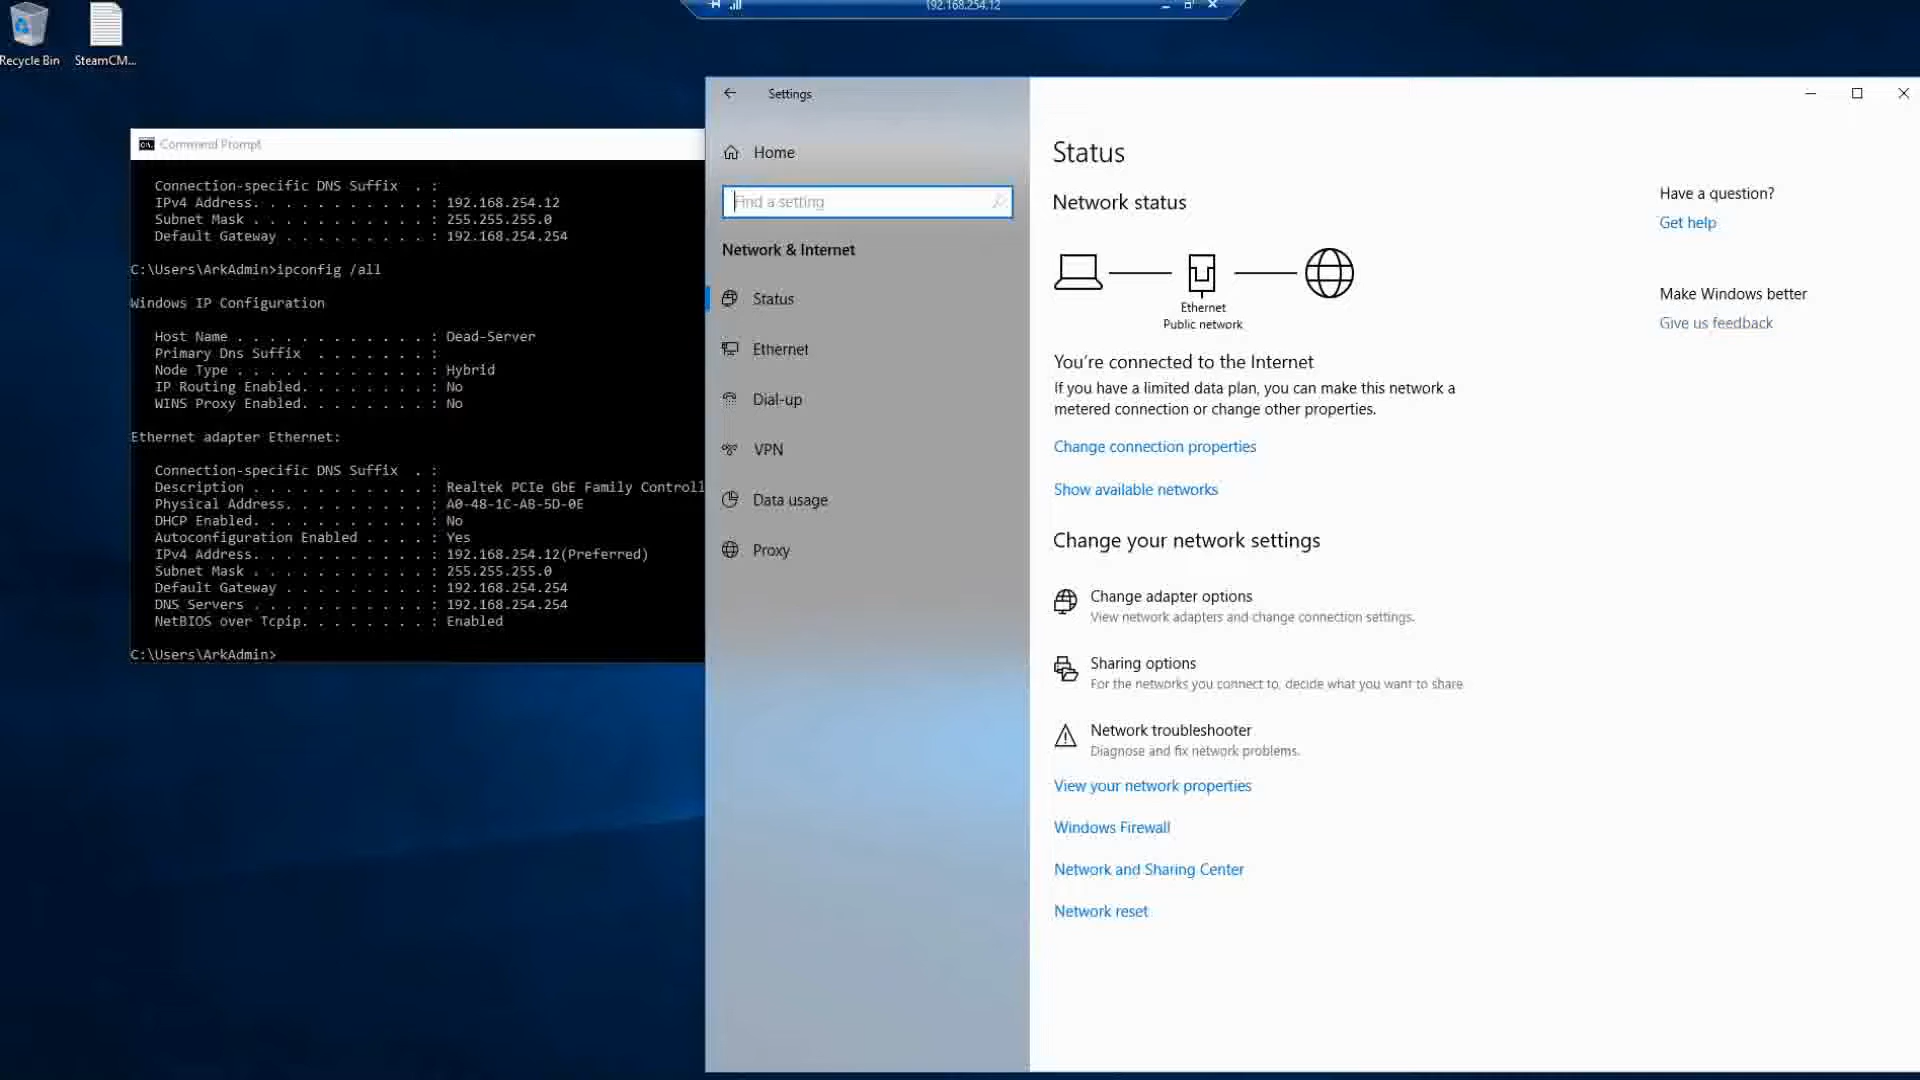 192.168.254.12
Recycle Bin
SteamCM...
Command Prompt
Connection-specific DNS Suffix . :
IPv4 Address. . . . . . . . . . . : 192.168.254.12
Subnet Mask . . . . . . . . . . . : 255.255.255.0
Default Gateway . . . . . . . . . : 192.168.254.254
C:\Users\ArkAdmin>ipconfig /all
Windows IP Configuration
Host Name . . . . . . . . . . . . : Dead-Server
Primary Dns Suffix . . . . . . . :
Node Type . . . . . . . . . . . . : Hybrid
IP Routing Enabled. . . . . . . . : No
WINS Proxy Enabled. . . . . . . . : No
Ethernet adapter Ethernet:
Connection-specific DNS Suffix . :
Description . . . . . . . . . . . : Realtek PCIe GbE Family Controll
Physical Address. . . . . . . . . : A0-48-1C-AB-5D-0E
DHCP Enabled. . . . . . . . . . . : No
Autoconfiguration Enabled . . . . : Yes
IPv4 Address. . . . . . . . . . . : 192.168.254.12(Preferred)
Subnet Mask . . . . . . . . . . . : 255.255.255.0
Default Gateway . . . . . . . . . : 192.168.254.254
DNS Servers . . . . . . . . . . . : 192.168.254.254
NetBIOS over Tcpip. . . . . . . . : Enabled
C:\Users\ArkAdmin>
Settings
Home
Find a setting
Network & Internet
Status
Ethernet
Dial-up
VPN
Data usage
Proxy
Status
Network status
Ethernet
Public network
You're connected to the Internet
If you have a limited data plan, you can make this network a
metered connection or change other properties.
Change connection properties
Show available networks
Change your network settings
Change adapter options
View network adapters and change connection settings.
Sharing options
For the networks you connect to, decide what you want to share
Network troubleshooter
Diagnose and fix network problems.
View your network properties
Windows Firewall
Network and Sharing Center
Network reset
Have a question?
Get help
Make Windows better
Give us feedback